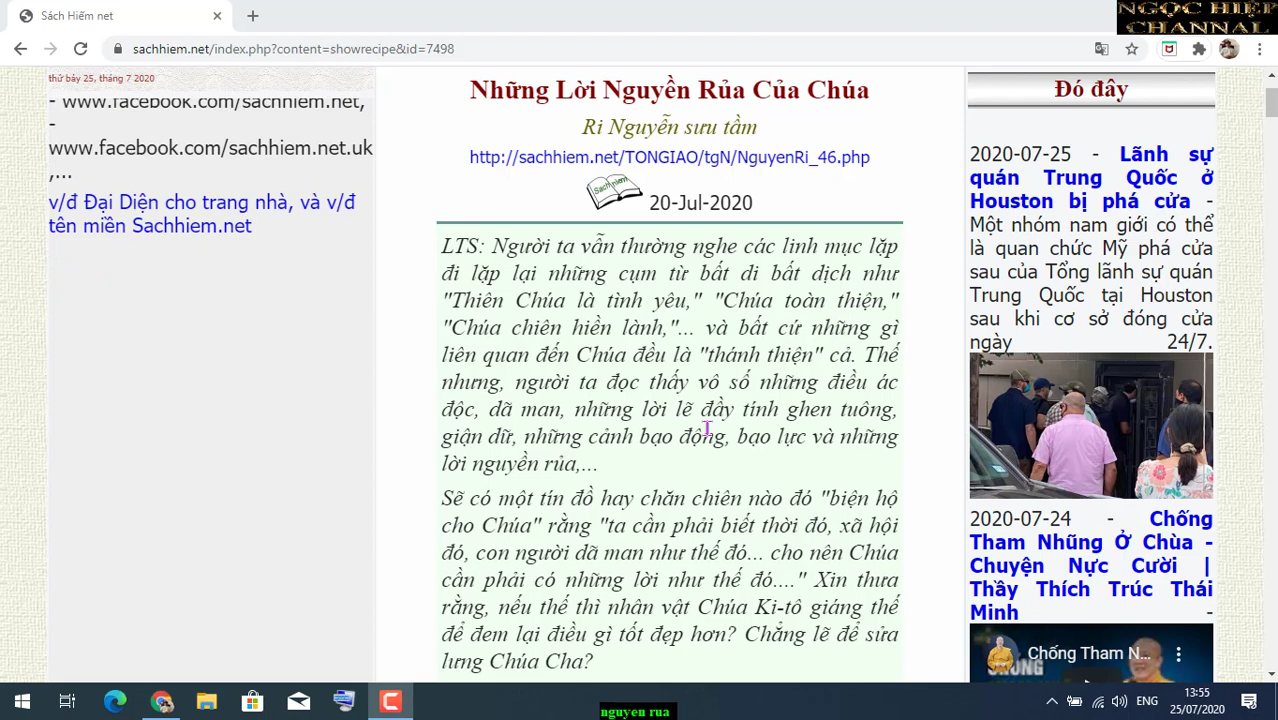 Sách Hiếm net
NGỌC HIỆP
CHANNAL
sachhiem.net/index.php?content=showrecipe&id=7498
thứ bảy 25, tháng 7 2020
- www.facebook.com/sachhiem.net,
-
www.facebook.com/sachhiem.net.uk
,...
v/đ Đại Diện cho trang nhà, và v/đ
tên miền Sachhiem.net
Những Lời Nguyền Rủa Của Chúa
Ri Nguyễn sưu tầm
http://sachhiem.net/TONGIAO/tgN/NguyenRi_46.php
Sachhiem
20-Jul-2020
LTS: Người ta vẫn thường nghe các linh mục lặp
đi lặp lại những cụm từ bất di bất dịch như
"Thiên Chúa là tình yêu," "Chúa toàn thiện,"
"Chúa chiên hiền lành,"... và bất cứ những gì
liên quan đến Chúa đều là "thánh thiện" cả. Thế
nhưng, người ta đọc thấy vô số những điều ác
độc, dã man, những lời lẽ đầy tính ghen tuông,
giận dữ, những cảnh bạo động, bạo lực và những
lời nguyền rủa,...
Sẽ có một tín đồ hay chăn chiên nào đó "biện hộ
cho Chúa" rằng "ta cần phải biết thời đó, xã hội
đó, con người dã man như thế đó... cho nên Chúa
cần phải có những lời như thế đó...." Xin thưa
rằng, nếu thế thì nhân vật Chúa Ki-tô giáng thế
để đem lại điều gì tốt đẹp hơn? Chẳng lẽ để sửa
lưng Chúa Cha?
Đó đây
2020-07-25 - Lãnh sự
quán Trung Quốc ở
Houston bị phá cửa -
Một nhóm nam giới có thể
là quan chức Mỹ phá cửa
sau của Tổng lãnh sự quán
Trung Quốc tại Houston
sau khi cơ sở đóng cửa
ngày 24/7.
2020-07-24 - Chống
Tham Nhũng Ở Chùa -
Chuyện Nực Cười |
Thầy Thích Trúc Thái
Minh -
Chống Tham N...
nguyen rua
ENG
13:55
25/07/2020